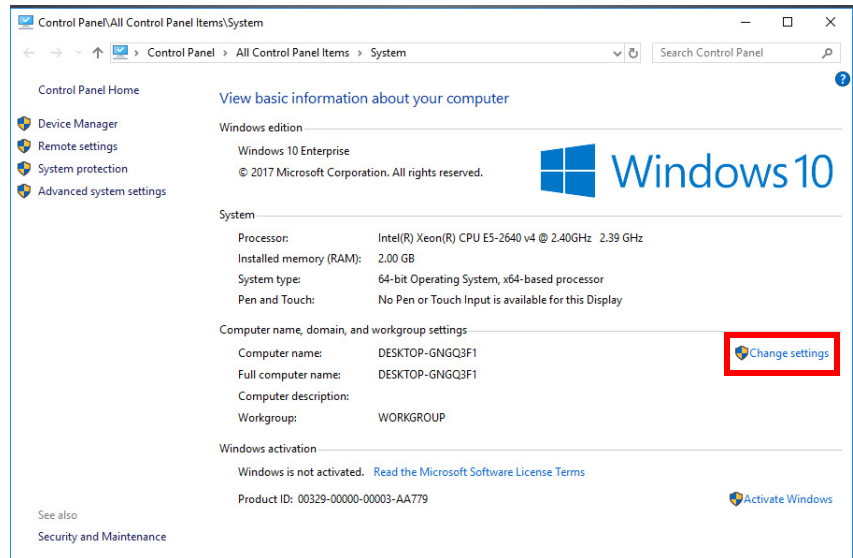 Control Panel\All Control Panel Items\System
Control Panel > All Control Panel Items > System
Search Control Panel
Control Panel Home
Device Manager
Remote settings
System protection
Advanced system settings
See also
Security and Maintenance
?
View basic information about your computer
Windows edition
Windows 10 Enterprise
© 2017 Microsoft Corporation. All rights reserved.
Windows 10
System
Processor: Intel(R) Xeon(R) CPU E5-2640 v4 @ 2.40GHz 2.39 GHz
Installed memory (RAM): 2.00 GB
System type: 64-bit Operating System, x64-based processor
Pen and Touch: No Pen or Touch Input is available for this Display
Computer name, domain, and workgroup settings
Computer name: DESKTOP-GNGQ3F1
Change settings
Full computer name: DESKTOP-GNGQ3F1
Computer description:
Workgroup: WORKGROUP
Windows activation
Windows is not activated. Read the Microsoft Software License Terms
Product ID: 00329-00000-00003-AA779
Activate Windows